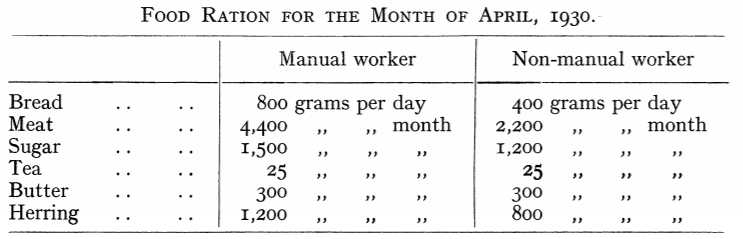 FOOD RATION FOR THE MONTH OF APRIL, 1930.
Manual worker Non-manual worker
Bread .. .. 800 grams per day 400 grams per day
Meat .. .. 4,400 ,, ,, month 2,200 ,, ,, month
Sugar .. .. 1,500 ,, ,, ,, 1,200 ,, ,, ,,
Tea .. .. 25 ,, ,, ,, 25 ,, ,, ,,
Butter .. .. 300 ,, ,, ,, 300 ,, ,, ,,
Herring .. .. 1,200 ,, ,, ,, 800 ,, ,, ,,